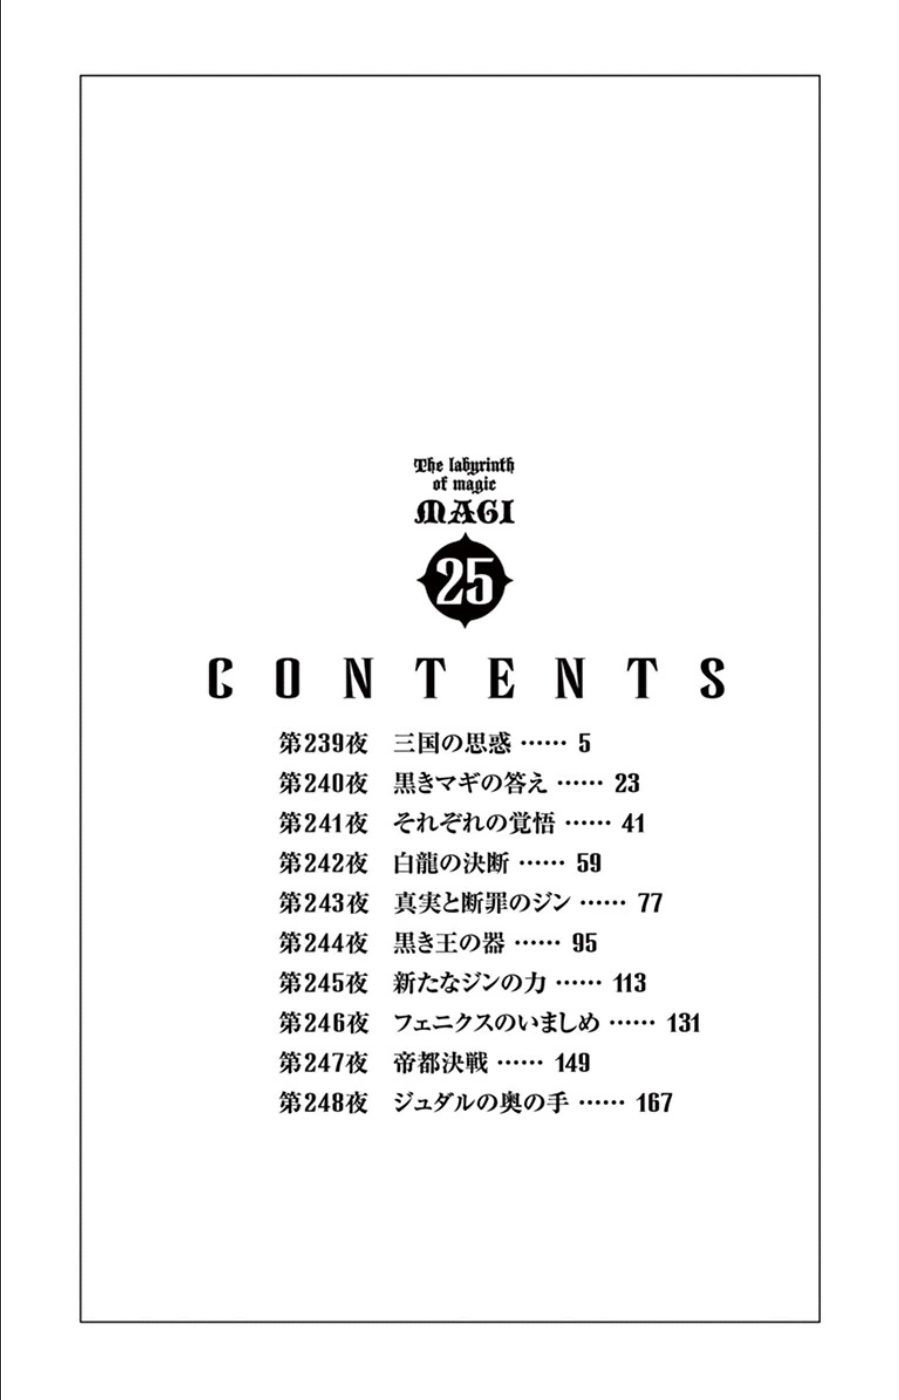 The labyrinth
of magic
MAGI
25
CONTENTS
第239夜　三国の思惑 …… 5
第240夜　黒きマギの答え …… 23
第241夜　それぞれの覚悟 …… 41
第242夜　白龍の決断 …… 59
第243夜　真実と断罪のジン …… 77
第244夜　黒き王の器 …… 95
第245夜　新たなジンの力 …… 113
第246夜　フェニクスのいましめ …… 131
第247夜　帝都決戦 …… 149
第248夜　ジュダルの奥の手 …… 167